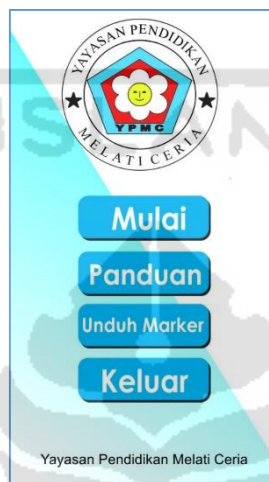 YAYASAN PENDIDIKAN
YPMC
MELATI CERIA
Mulai
Panduan
Unduh Marker
Keluar
Yayasan Pendidikan Melati Ceria